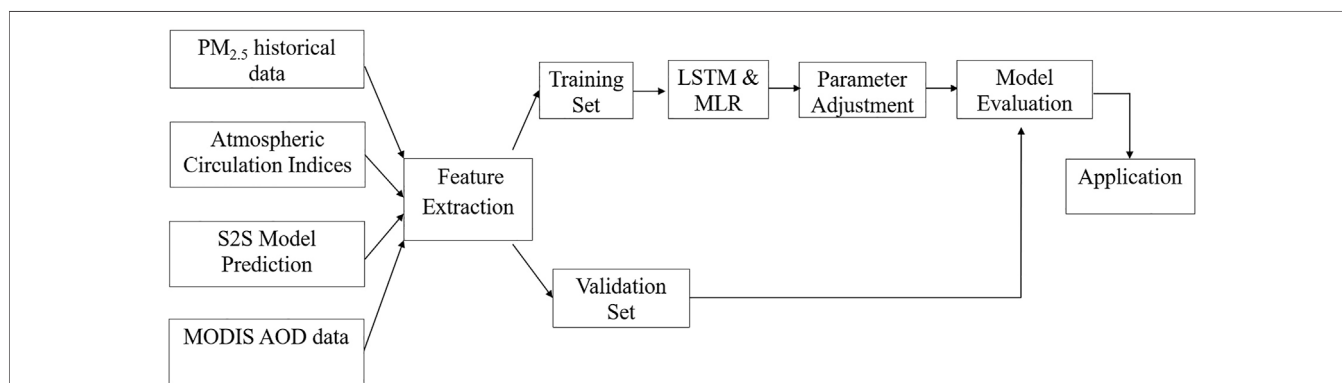 PM2.5 historical
data
Atmospheric
Circulation Indices
S2S Model
Prediction
MODIS AOD data
Feature
Extraction
Training
Set
LSTM &
MLR
Parameter
Adjustment
Model
Evaluation
Application
Validation
Set